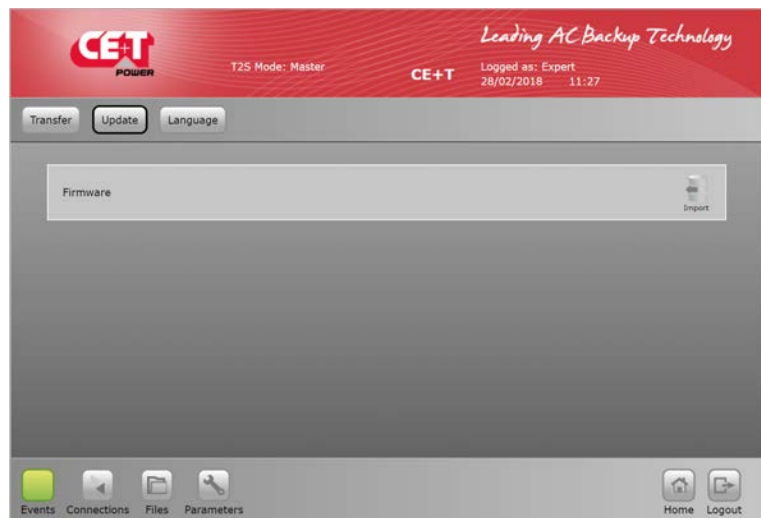 CE+T
POWER
Leading AC Backup Technology
T2S Mode: Master
CE+T
Logged as: Expert
28/02/2018 11:27
Transfer Update Language
Firmware
Import
Events Connections Files Parameters
Home Logout